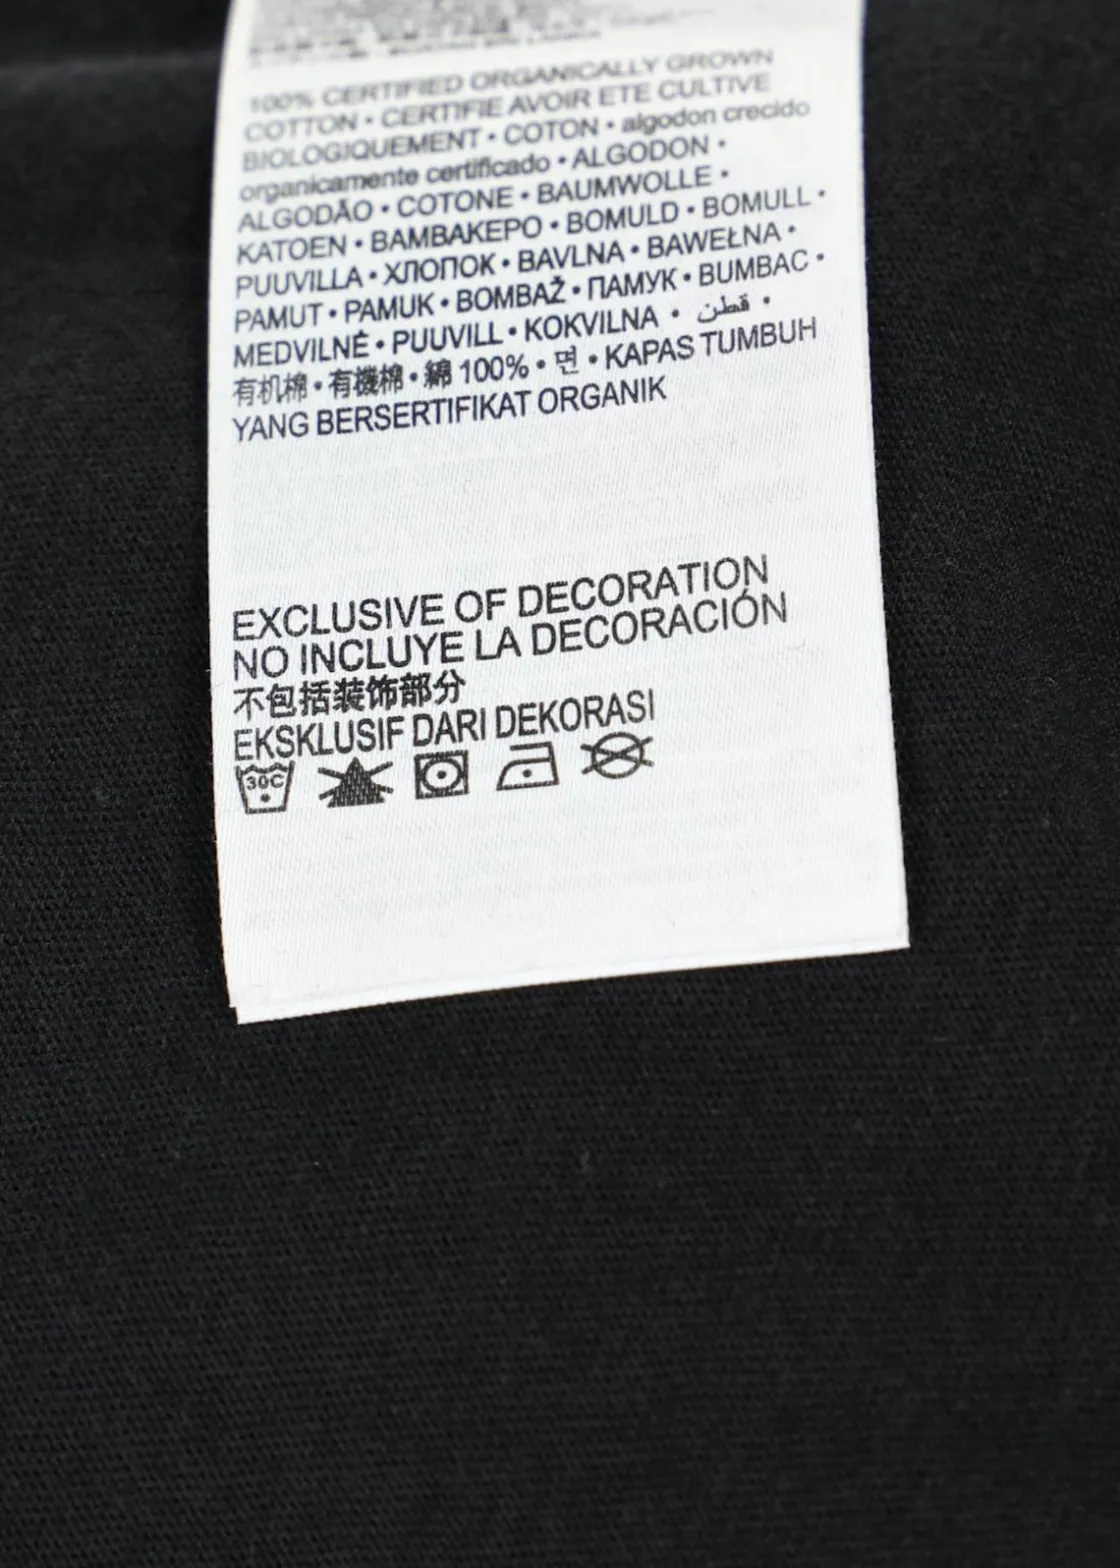 100% CERTIFIED ORGANICALLY GROWN
COTTON • CERTIFIE AVOIR ETE CULTIVE
BIOLOGIQUEMENT • COTON • algodon crecido
organicamente certificado • ALGODON •
ALGODÃO • COTONE • BAUMWOLLE •
KATOEN • BAMBAKEPO • BOMULD • BOMULL •
PUUVILLA • ХЛОПОК • BAVLNA • BAWEŁNA •
PAMUT • PAMUK • BOMBAŽ • ПАМУК • BUMBAC •
MEDVILNĖ • PUUVILL • KOKVILNA • قطن •
有机棉 • 有機棉 • 綿 100% • 면 • KAPAS TUMBUH
YANG BERSERTIFIKAT ORGANIK
EXCLUSIVE OF DECORATION
NO INCLUYE LA DECORACIÓN
不包括装饰部分
EKSKLUSIF DARI DEKORASI
30C